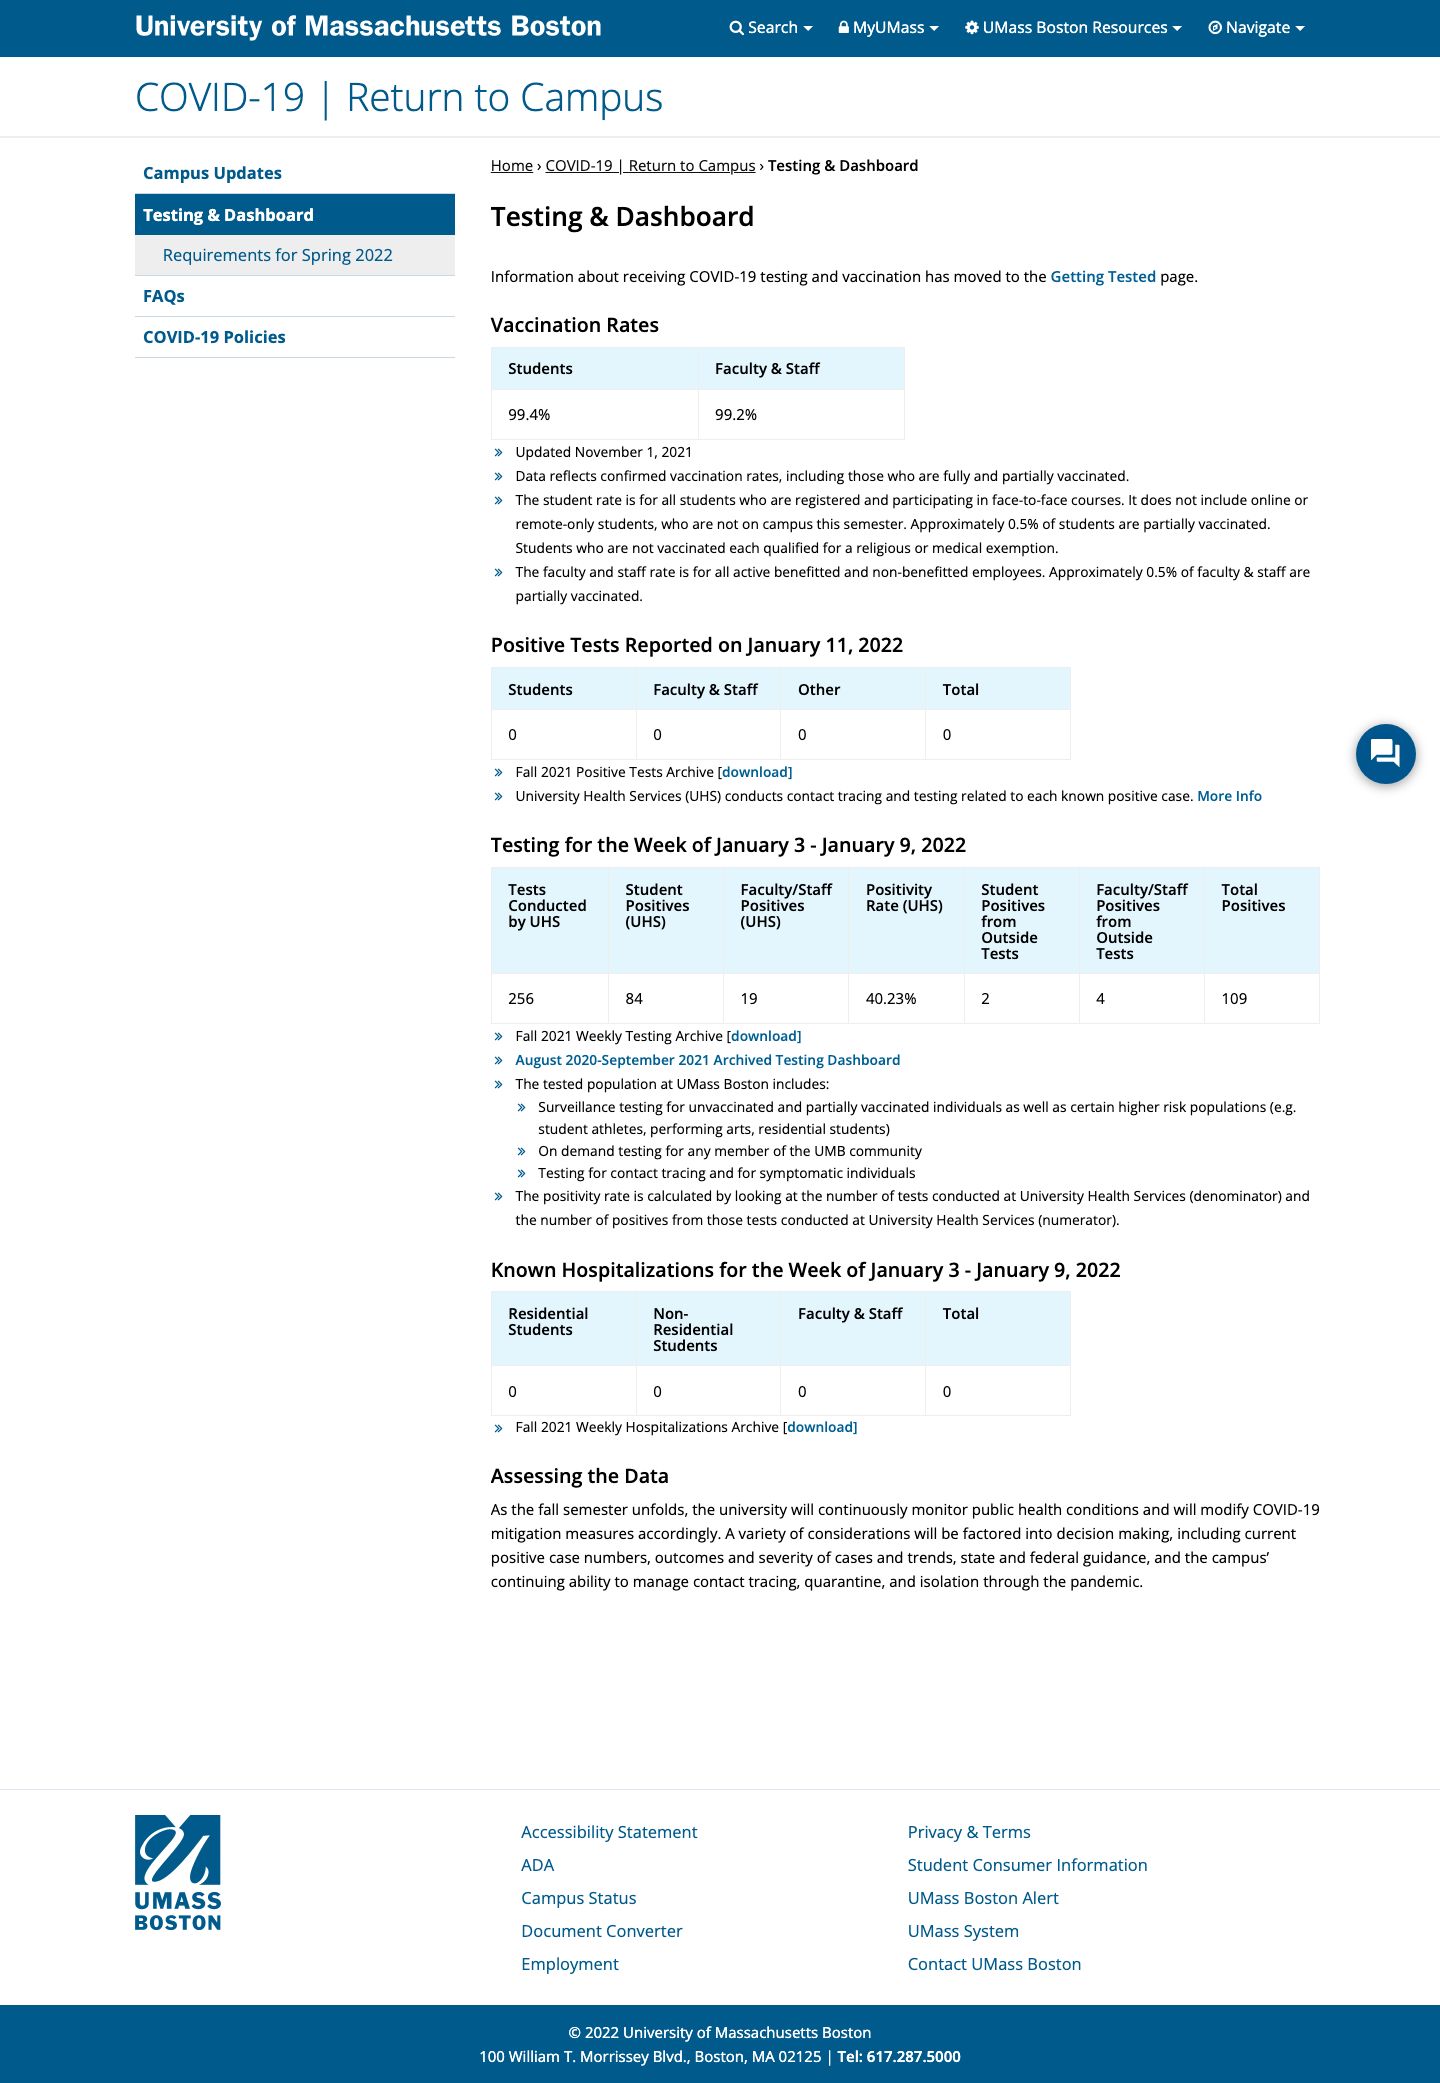 University of Massachusetts Boston
Search MyUMass UMass Boston Resources Navigate
COVID-19 | Return to Campus
Campus Updates
Testing & Dashboard
Requirements for Spring 2022
FAQs
COVID-19 Policies
Home › COVID-19 | Return to Campus › Testing & Dashboard
Testing & Dashboard
Information about receiving COVID-19 testing and vaccination has moved to the Getting Tested page.
Vaccination Rates
Students Faculty & Staff
99.4% 99.2%
» Updated November 1, 2021
» Data reflects confirmed vaccination rates, including those who are fully and partially vaccinated.
» The student rate is for all students who are registered and participating in face-to-face courses. It does not include online or
remote-only students, who are not on campus this semester. Approximately 0.5% of students are partially vaccinated.
Students who are not vaccinated each qualified for a religious or medical exemption.
» The faculty and staff rate is for all active benefitted and non-benefitted employees. Approximately 0.5% of faculty & staff are
partially vaccinated.
Positive Tests Reported on January 11, 2022
Students Faculty & Staff Other Total
0 0 0 0
» Fall 2021 Positive Tests Archive [download]
» University Health Services (UHS) conducts contact tracing and testing related to each known positive case. More Info
Testing for the Week of January 3 - January 9, 2022
Tests Student Faculty/Staff Positivity Student Faculty/Staff Total
Conducted Positives Positives Rate (UHS) Positives Positives Positives
by UHS (UHS) (UHS) from from
Outside Outside
Tests Tests
256 84 19 40.23% 2 4 109
» Fall 2021 Weekly Testing Archive [download]
» August 2020-September 2021 Archived Testing Dashboard
» The tested population at UMass Boston includes:
» Surveillance testing for unvaccinated and partially vaccinated individuals as well as certain higher risk populations (e.g.
student athletes, performing arts, residential students)
» On demand testing for any member of the UMB community
» Testing for contact tracing and for symptomatic individuals
» The positivity rate is calculated by looking at the number of tests conducted at University Health Services (denominator) and
the number of positives from those tests conducted at University Health Services (numerator).
Known Hospitalizations for the Week of January 3 - January 9, 2022
Residential Non- Faculty & Staff Total
Students Residential
Students
0 0 0 0
» Fall 2021 Weekly Hospitalizations Archive [download]
Assessing the Data
As the fall semester unfolds, the university will continuously monitor public health conditions and will modify COVID-19
mitigation measures accordingly. A variety of considerations will be factored into decision making, including current
positive case numbers, outcomes and severity of cases and trends, state and federal guidance, and the campus’
continuing ability to manage contact tracing, quarantine, and isolation through the pandemic.
UMASS
BOSTON
Accessibility Statement
ADA
Campus Status
Document Converter
Employment
Privacy & Terms
Student Consumer Information
UMass Boston Alert
UMass System
Contact UMass Boston
© 2022 University of Massachusetts Boston
100 William T. Morrissey Blvd., Boston, MA 02125 | Tel: 617.287.5000